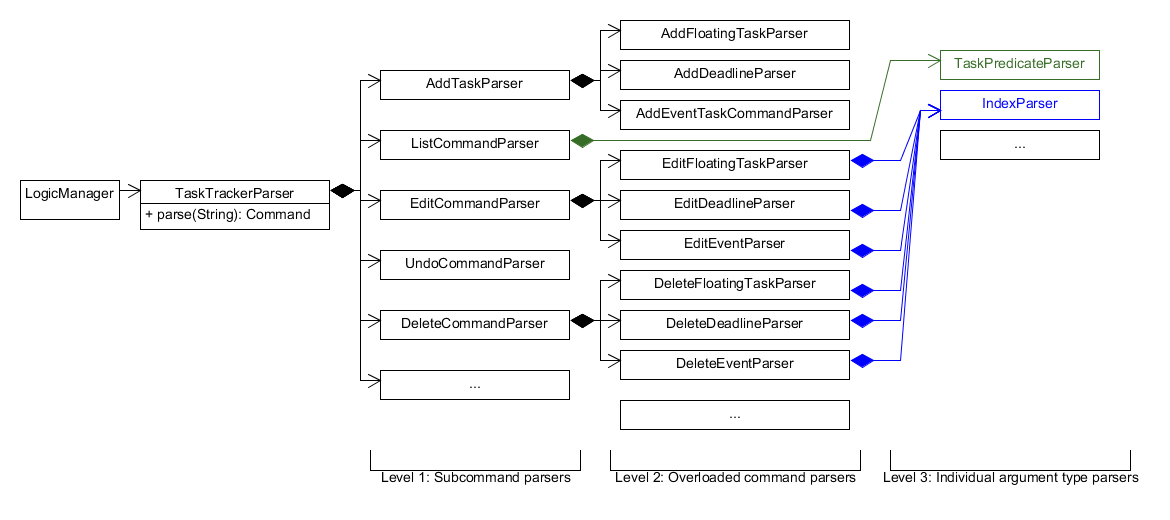 LogicManager
TaskTrackerParser
+ parse(String): Command
AddTaskParser
ListCommandParser
EditCommandParser
UndoCommandParser
DeleteCommandParser
...
AddFloatingTaskParser
AddDeadlineParser
AddEventTaskCommandParser
EditFloatingTaskParser
EditDeadlineParser
EditEventParser
DeleteFloatingTaskParser
DeleteDeadlineParser
DeleteEventParser
...
TaskPredicateParser
IndexParser
...
Level 1: Subcommand parsers
Level 2: Overloaded command parsers
Level 3: Individual argument type parsers